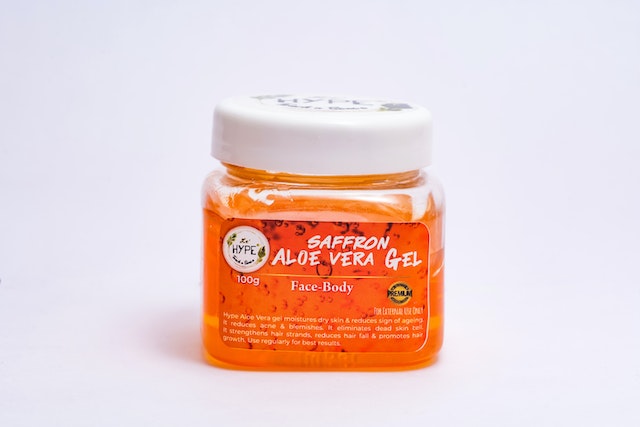 HYPE
HYPE
SAFFRON
ALOE VERA GEL
100g
Face-Body
PREMIUM
FOR EXTERNAL USE ONLY
Hype Aloe Vera gel moistures dry skin & reduces sign of ageing.
It reduces acne & blemishes. It eliminates dead skin cell.
It strengthens hair strands, reduces hair fall & promotes hair
growth. Use regularly for best results.